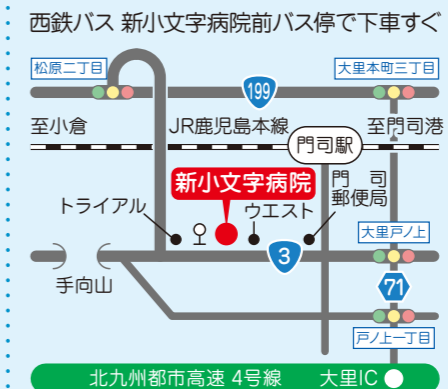 西鉄バス 新小文字病院前バス停で下車すぐ
松原二丁目
大里本町三丁目
199
至小倉
JR鹿児島本線
至門司港
門司駅
新小文字病院
門司
郵便局
トライアル
ウエスト
大里戸ノ上
3
手向山
71
戸ノ上一丁目
北九州都市高速 4号線
大里IC